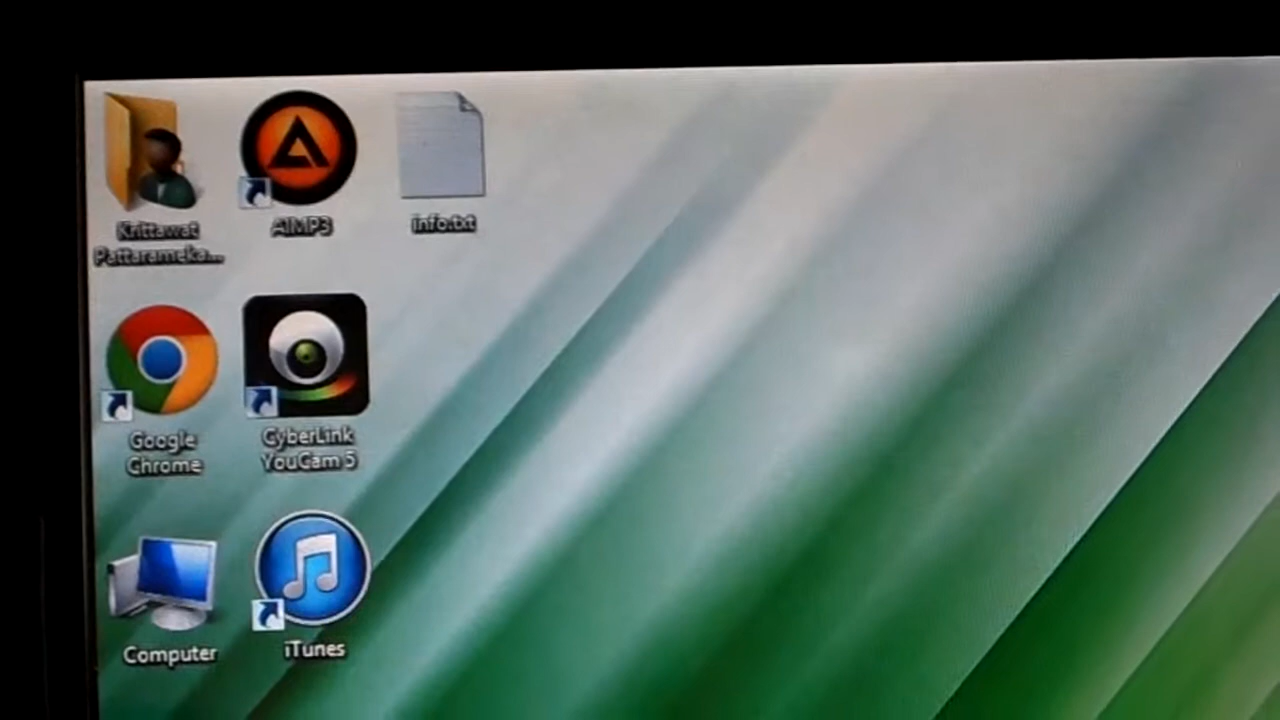 Krittawat
Pattarameka...
AIMP3
info.txt
Google
Chrome
CyberLink
YouCam 5
Computer
iTunes